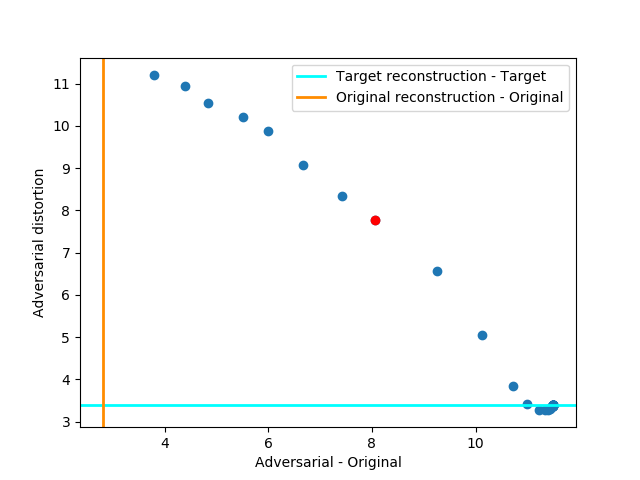 Target reconstruction - Target
Original reconstruction - Original
11
10
9
8
7
6
5
4
3
Adversarial distortion
4 6 8 10
Adversarial - Original